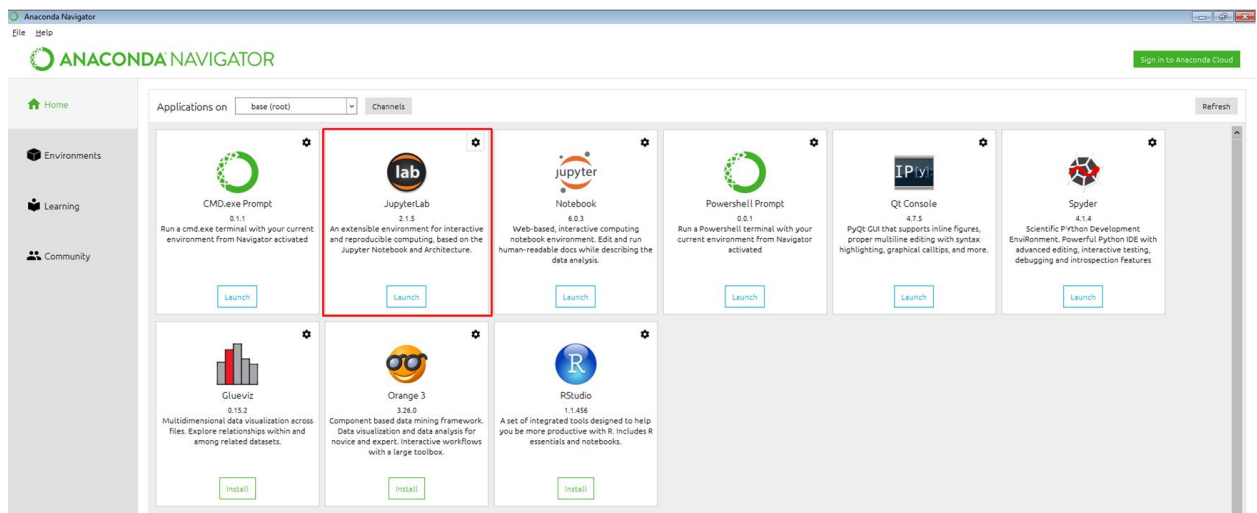 Anaconda Navigator
File Help
ANACONDA NAVIGATOR
Sign in to Anaconda Cloud
Home
Environments
Learning
Community
Applications on base (root) Channels
Refresh
CMD.exe Prompt
0.1.1
Run a cmd.exe terminal with your current
environment from Navigator activated
Launch
lab
JupyterLab
2.1.5
An extensible environment for interactive
and reproducible computing, based on the
Jupyter Notebook and Architecture.
Launch
jupyter
Notebook
6.0.3
Web-based, interactive computing
notebook environment. Edit and run
human-readable docs while describing the
data analysis.
Launch
Powershell Prompt
0.0.1
Run a Powershell terminal with your
current environment from Navigator
activated
Launch
IP[y]:
Qt Console
4.7.5
PyQt GUI that supports inline figures,
proper multiline editing with syntax
highlighting, graphical calltips, and more.
Launch
Spyder
4.1.4
Scientific PYthon Development
EnviRonment. Powerful Python IDE with
advanced editing, interactive testing,
debugging and introspection features
Launch
Glueviz
0.15.2
Multidimensional data visualization across
files. Explore relationships within and
among related datasets.
Install
Orange 3
3.26.0
Component based data mining framework.
Data visualization and data analysis for
novice and expert. Interactive workflows
with a large toolbox.
Install
R
RStudio
1.1.456
A set of integrated tools designed to help
you be more productive with R. Includes R
essentials and notebooks.
Install